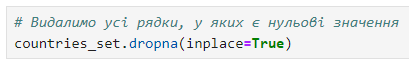 # Видалимо усі рядки, у яких є нульові значення
countries_set.dropna(inplace=True)